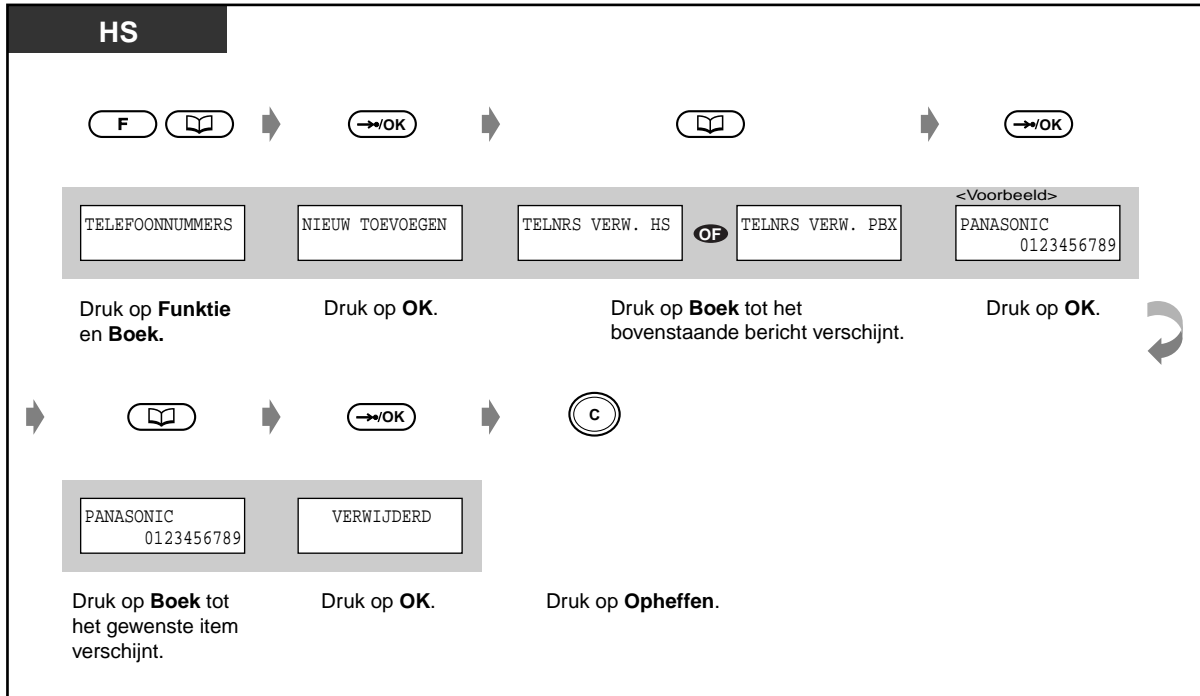 HS
F →•/OK →•/OK
<Voorbeeld>
TELEFOONNUMMERS NIEUW TOEVOEGEN TELNRS VERW. HS OF TELNRS VERW. PBX PANASONIC
0123456789
Druk op Funktie
en Boek.
Druk op OK.
Druk op Boek tot het
bovenstaande bericht verschijnt.
Druk op OK.
→•/OK C
PANASONIC
0123456789
VERWIJDERD
Druk op Boek tot
het gewenste item
verschijnt.
Druk op OK.
Druk op Opheffen.